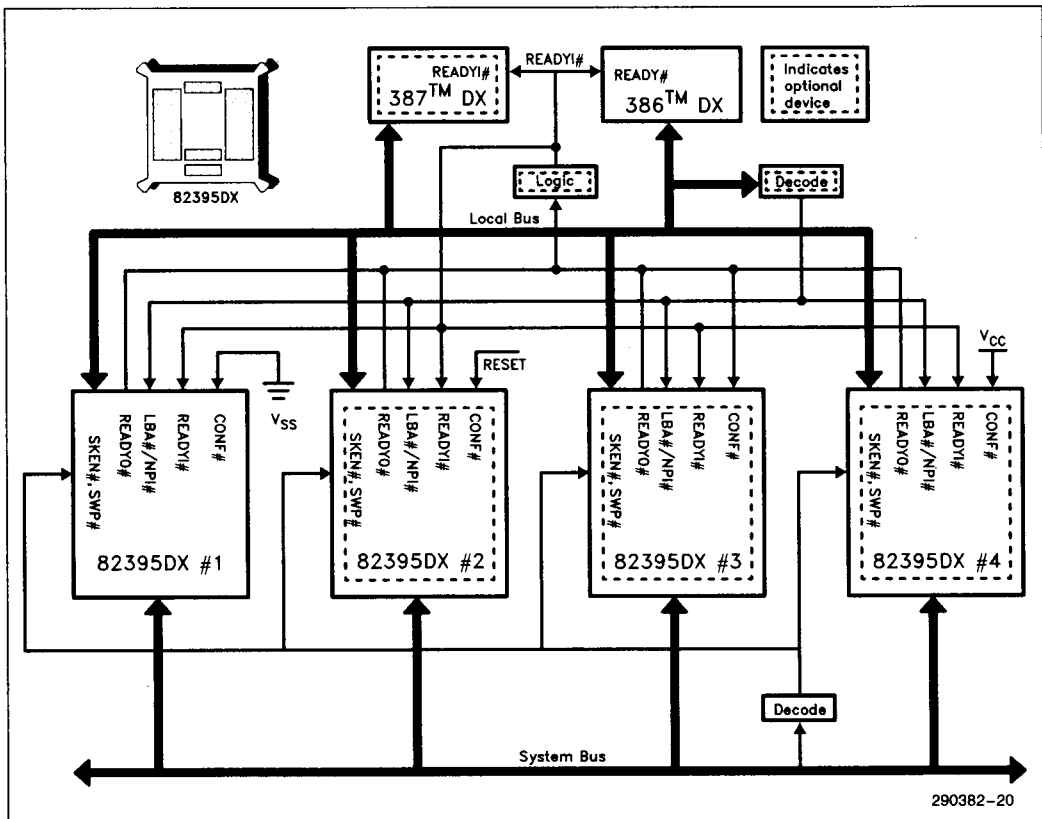 82395DX
READYI#
387™ DX
READYI#
READY#
386™ DX
Indicates
optional
device
Logic
Decode
Local Bus
VSS
RESET
VCC
SKEN#,SWP#
READYO#
LBA#/NPI#
READYI#
CONF#
82395DX #1
SKEN#,SWP#
READYO#
LBA#/NPI#
READYI#
CONF#
82395DX #2
SKEN#,SWP#
READYO#
LBA#/NPI#
READYI#
CONF#
82395DX #3
SKEN#,SWP#
READYO#
LBA#/NPI#
READYI#
CONF#
82395DX #4
Decode
System Bus
290382-20